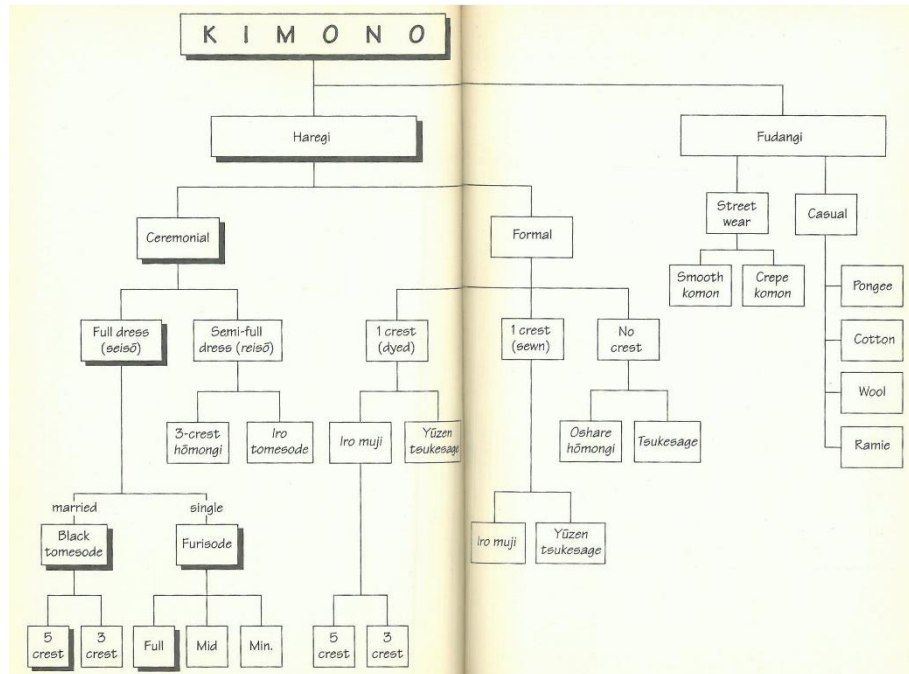 KIMONO
Haregi
Fudangi
Ceremonial
Formal
Street
wear
Casual
Smooth
komon
Crepe
komon
Pongee
Cotton
Wool
Ramie
Full dress
(seisō)
Semi-full
dress (reisō)
1 crest
(dyed)
1 crest
(sewn)
No
crest
3-crest
hōmongi
Iro
tomesode
Iro muji
Yūzen
tsukesage
Oshare
hōmongi
Tsukesage
married
single
Black
tomesode
Furisode
Iro muji
Yūzen
tsukesage
5
crest
3
crest
Full
Mid
Min.
5
crest
3
crest